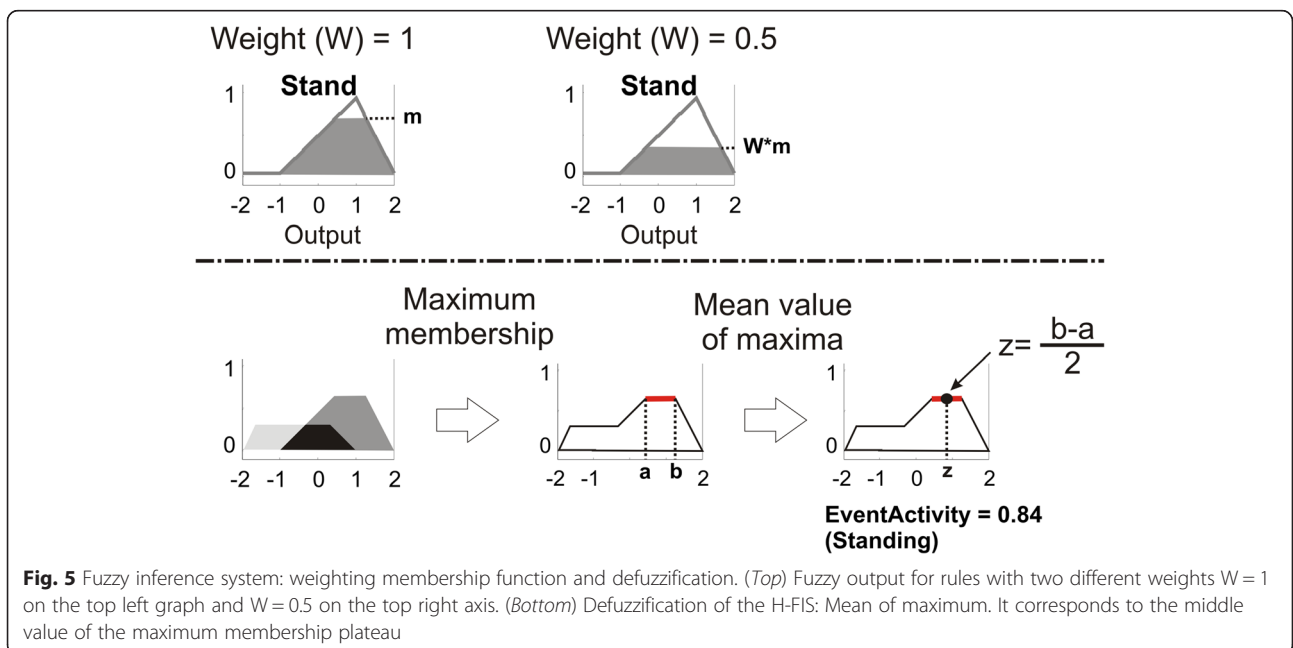 Weight (W) = 1
Weight (W) = 0.5
Stand
1
m
0
-2 -1 0 1 2
Output
Stand
1
W*m
0
-2 -1 0 1 2
Output
Maximum
membership
Mean value
of maxima
z= b-a
2
1
0
-2 -1 0 1 2
1
0
-2 -1 a b 2
1
0
-2 -1 0 z 2
EventActivity = 0.84
(Standing)
Fig. 5 Fuzzy inference system: weighting membership function and defuzzification. (Top) Fuzzy output for rules with two different weights W = 1
on the top left graph and W = 0.5 on the top right axis. (Bottom) Defuzzification of the H-FIS: Mean of maximum. It corresponds to the middle
value of the maximum membership plateau